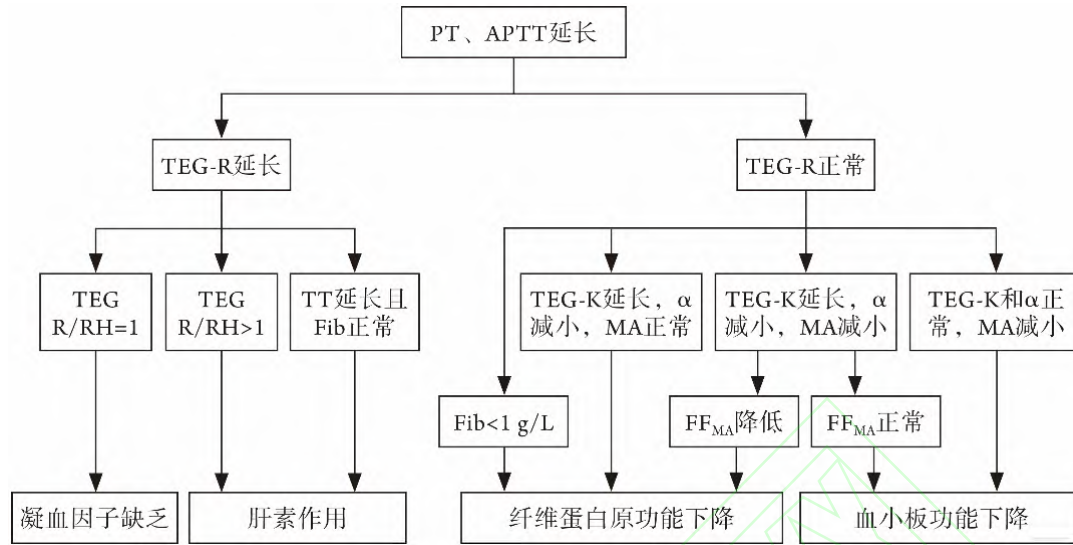 PT、APTT延长
TEG-R延长
TEG-R正常
TEG
R/RH=1
TEG
R/RH>1
TT延长且
Fib正常
TEG-K延长，α
减小，MA正常
TEG-K延长，α
减小，MA减小
TEG-K和α正
常，MA减小
Fib<1 g/L
FFMA降低
FFMA正常
凝血因子缺乏
肝素作用
纤维蛋白原功能下降
血小板功能下降